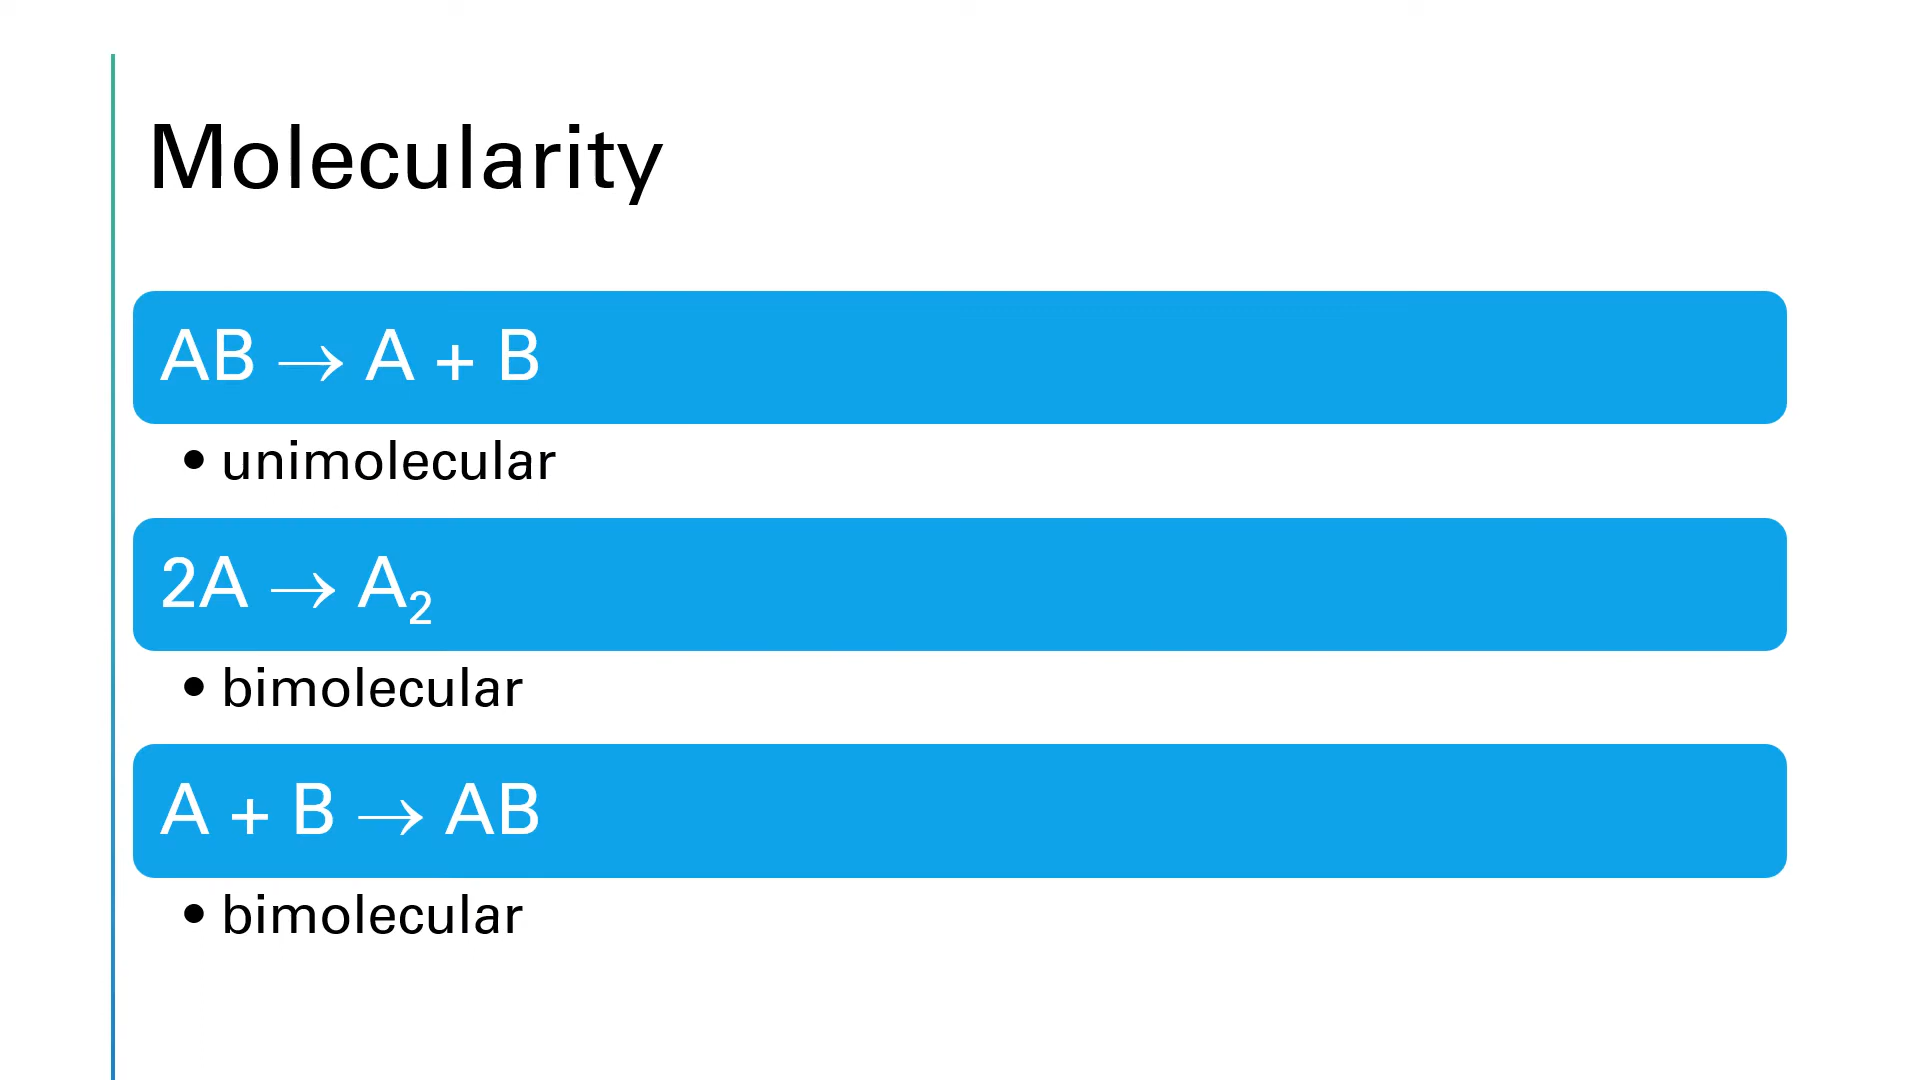 Molecularity
AB → A + B
• unimolecular
2A → A₂
• bimolecular
A + B → AB
• bimolecular